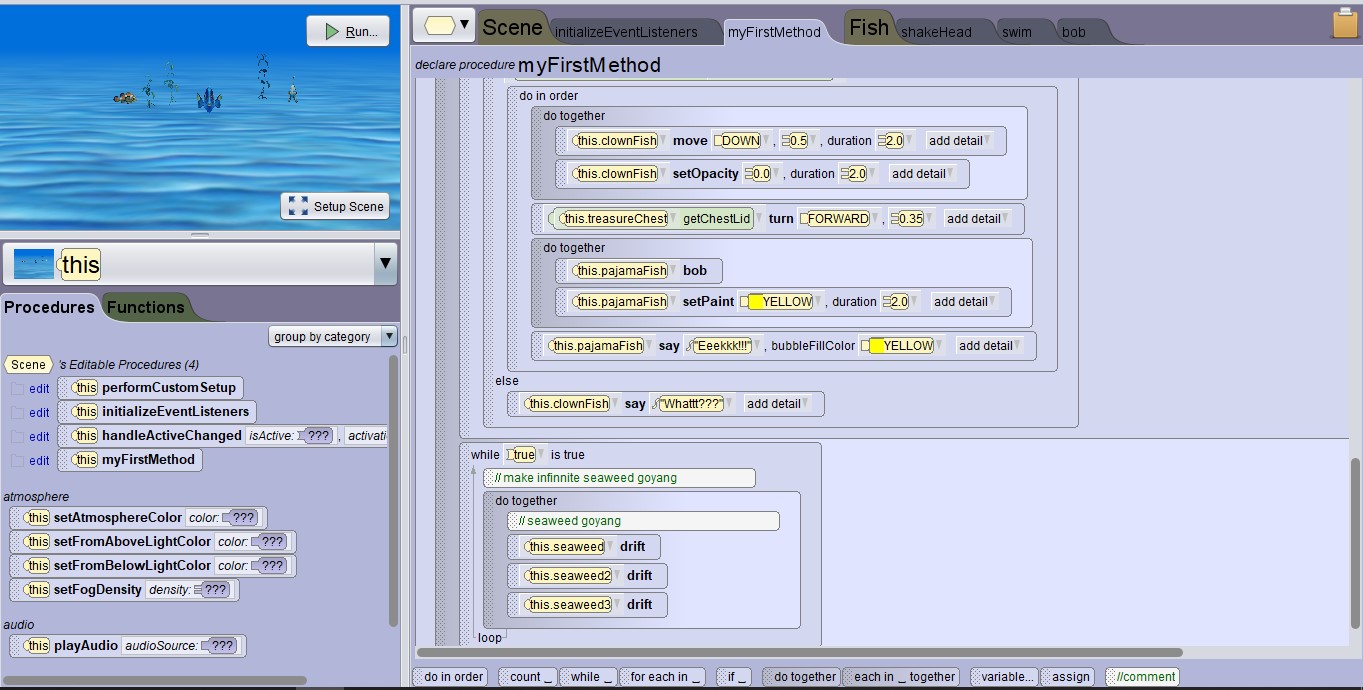 Run...
Setup Scene
this
Procedures Functions
group by category
Scene 's Editable Procedures (4)
edit this performCustomSetup
edit this initializeEventListeners
edit this handleActiveChanged isActive: ??? , activati
edit this myFirstMethod
atmosphere
this setAtmosphereColor color: ???
this setFromAboveLightColor color: ???
this setFromBelowLightColor color: ???
this setFogDensity density: ???
audio
this playAudio audioSource: ???
Scene initializeEventListeners myFirstMethod Fish shakeHead swim bob
declare procedure myFirstMethod
do in order
do together
this.clownFish move DOWN , 0.5 , duration 2.0 add detail
this.clownFish setOpacity 0.0 , duration 2.0 add detail
this.treasureChest getChestLid turn FORWARD , 0.35 add detail
do together
this.pajamaFish bob
this.pajamaFish setPaint YELLOW , duration 2.0 add detail
this.pajamaFish say "Eeekkk!!!" , bubbleFillColor YELLOW add detail
else
this.clownFish say "Whattt???" add detail
while true is true
// make infinnite seaweed goyang
do together
// seaweed goyang
this.seaweed drift
this.seaweed2 drift
this.seaweed3 drift
loop
do in order count _ while _ for each in _ if _ do together each in _ together variable... assign //comment